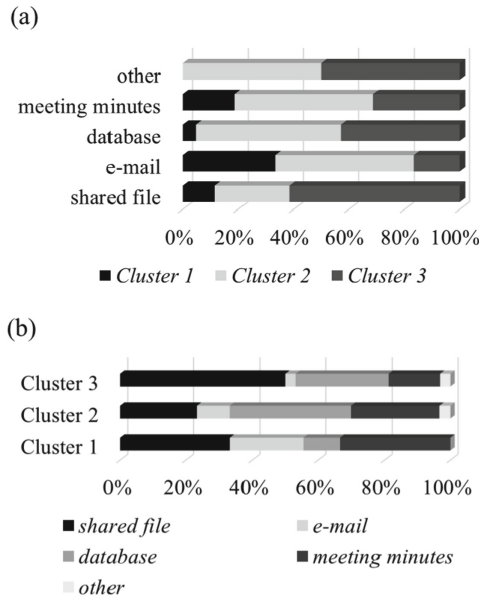 (a)
other
meeting minutes
database
e-mail
shared file
0% 20% 40% 60% 80% 100%
Cluster 1 Cluster 2 Cluster 3
(b)
Cluster 3
Cluster 2
Cluster 1
0% 20% 40% 60% 80% 100%
shared file e-mail
database meeting minutes
other